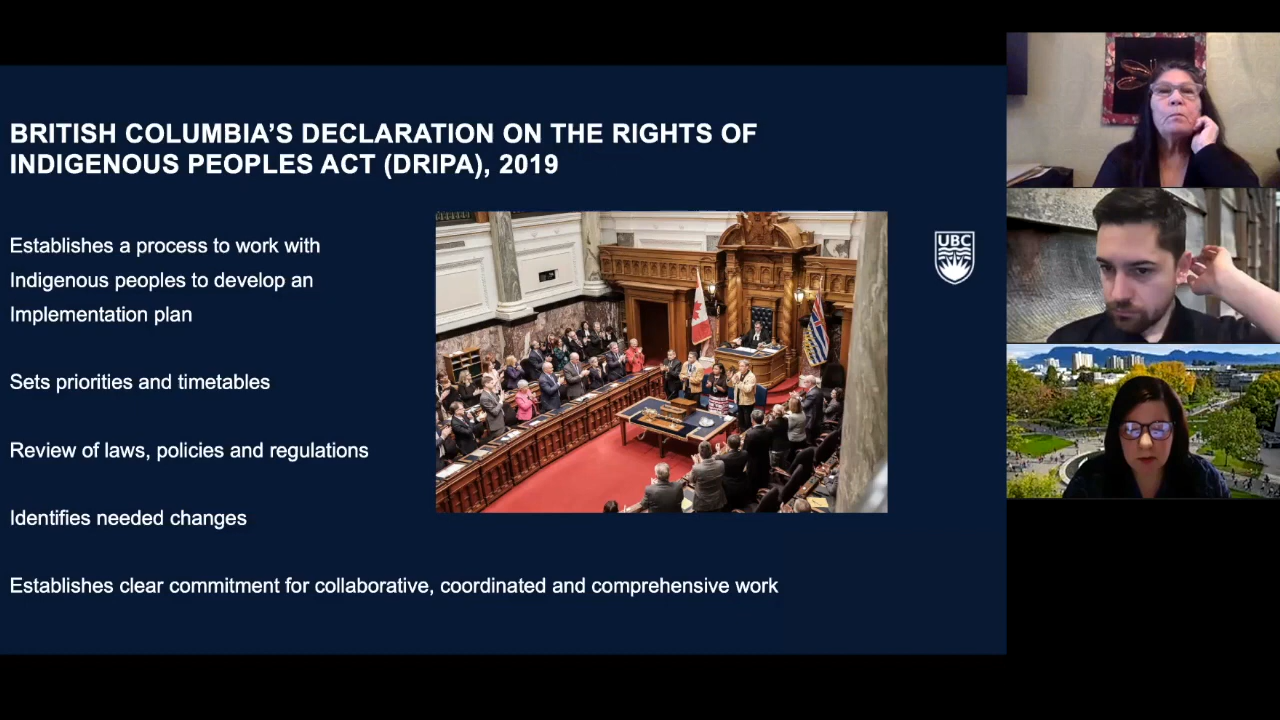 BRITISH COLUMBIA'S DECLARATION ON THE RIGHTS OF
INDIGENOUS PEOPLES ACT (DRIPA), 2019
Establishes a process to work with
Indigenous peoples to develop an
Implementation plan
Sets priorities and timetables
Review of laws, policies and regulations
Identifies needed changes
Establishes clear commitment for collaborative, coordinated and comprehensive work
UBC